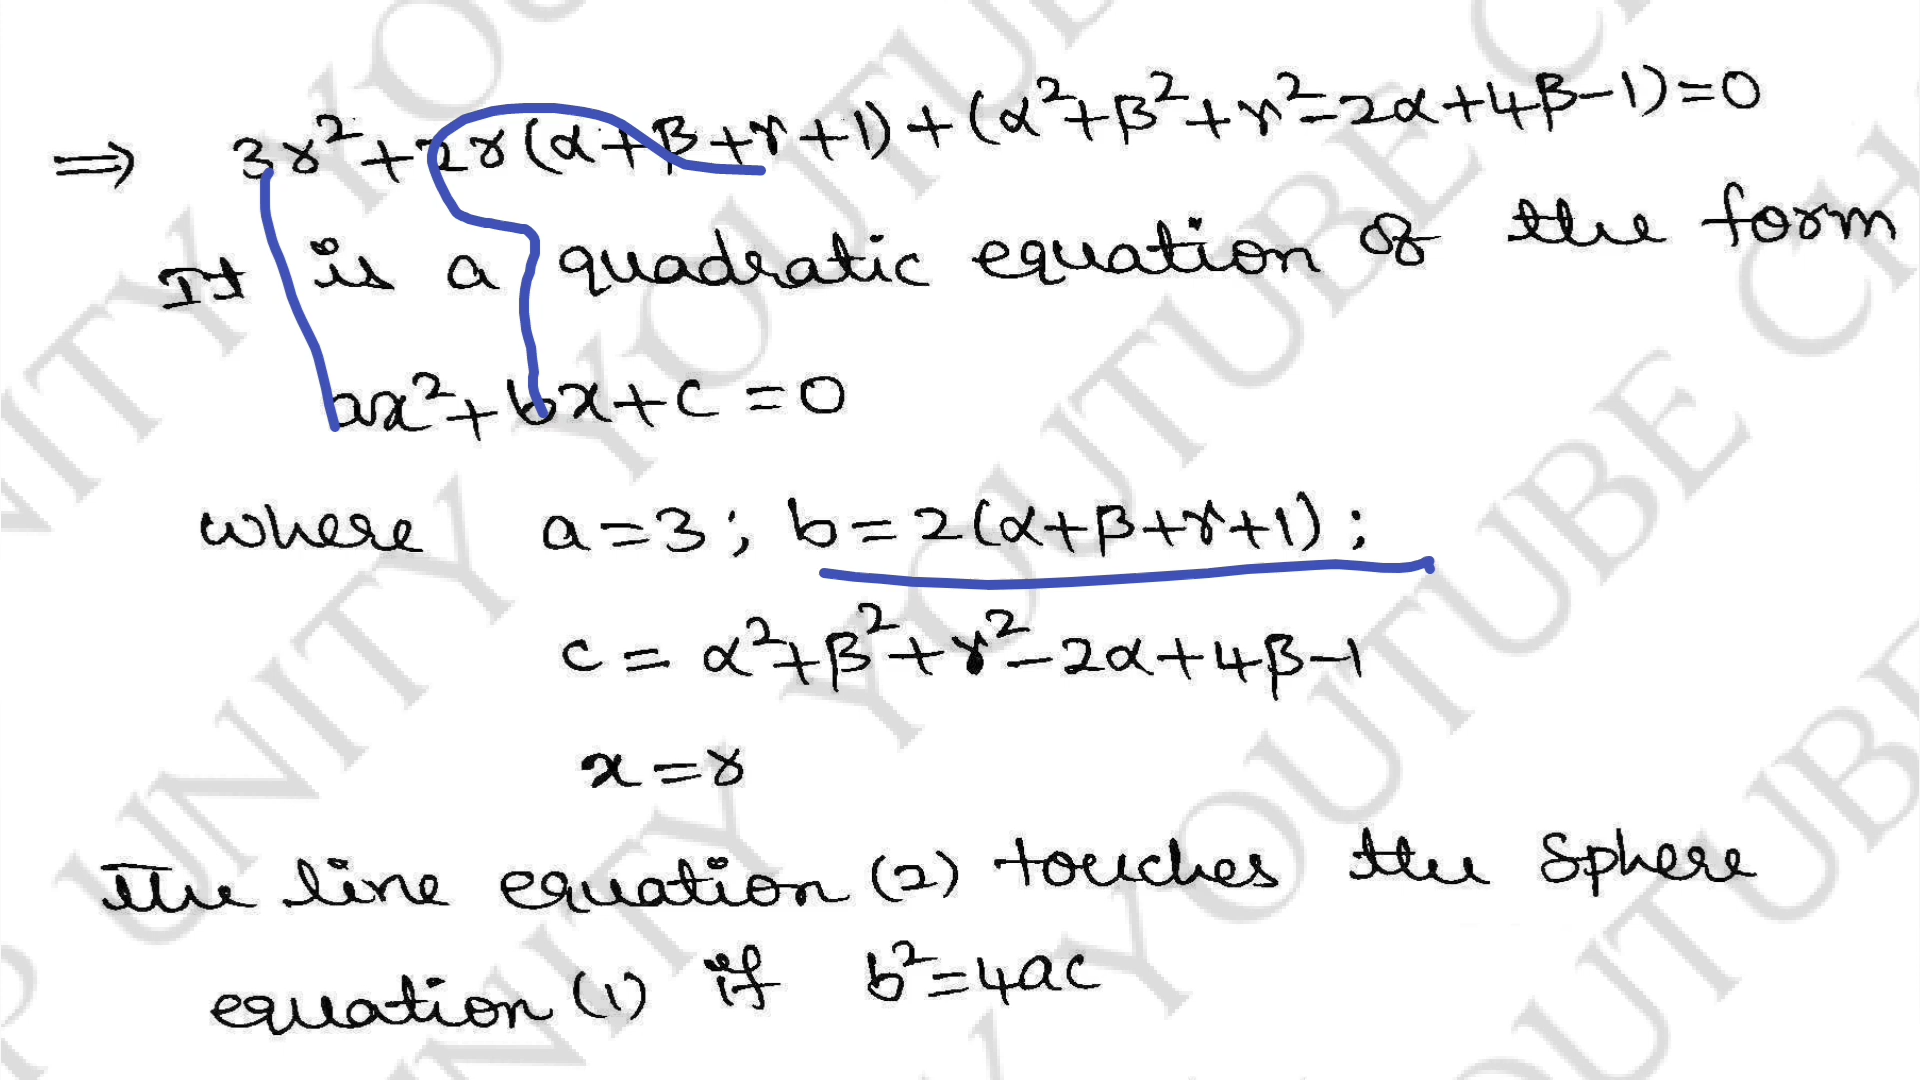 ⇒ 3r²+2r(α+β+γ+1)+(α²+β²+γ²-2α+4β-1)=0
It is a quadratic equation of the form
ax²+bx+c=0
where a=3; b=2(α+β+γ+1);
c=α²+β²+γ²-2α+4β-1
x=r
The line equation (2) touches the sphere
equation (1) if b²=4ac